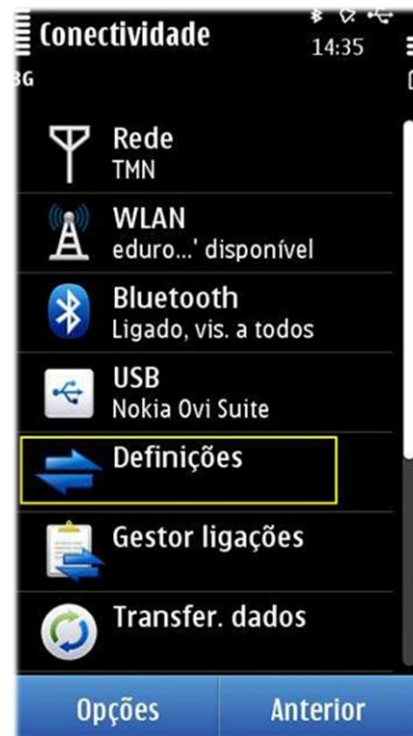 Conectividade
14:35
3G
Rede
TMN
WLAN
eduro...' disponível
Bluetooth
Ligado, vis. a todos
USB
Nokia Ovi Suite
Definições
Gestor ligações
Transfer. dados
Opções
Anterior